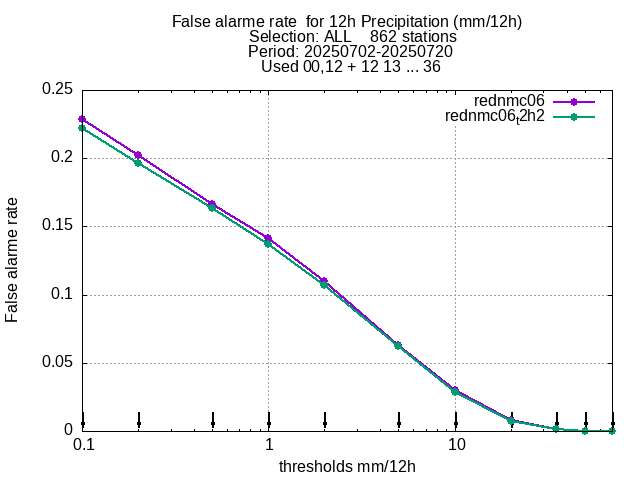 False alarme rate  for 12h Precipitation (mm/12h)
Selection: ALL    862 stations
Period: 20250702-20250720
Used 00,12 + 12 13 ... 36
rednmc06
rednmc06_t2h2
0.25
0.2
0.15
0.1
0.05
0
False alarme rate
0.1 1 10
thresholds mm/12h